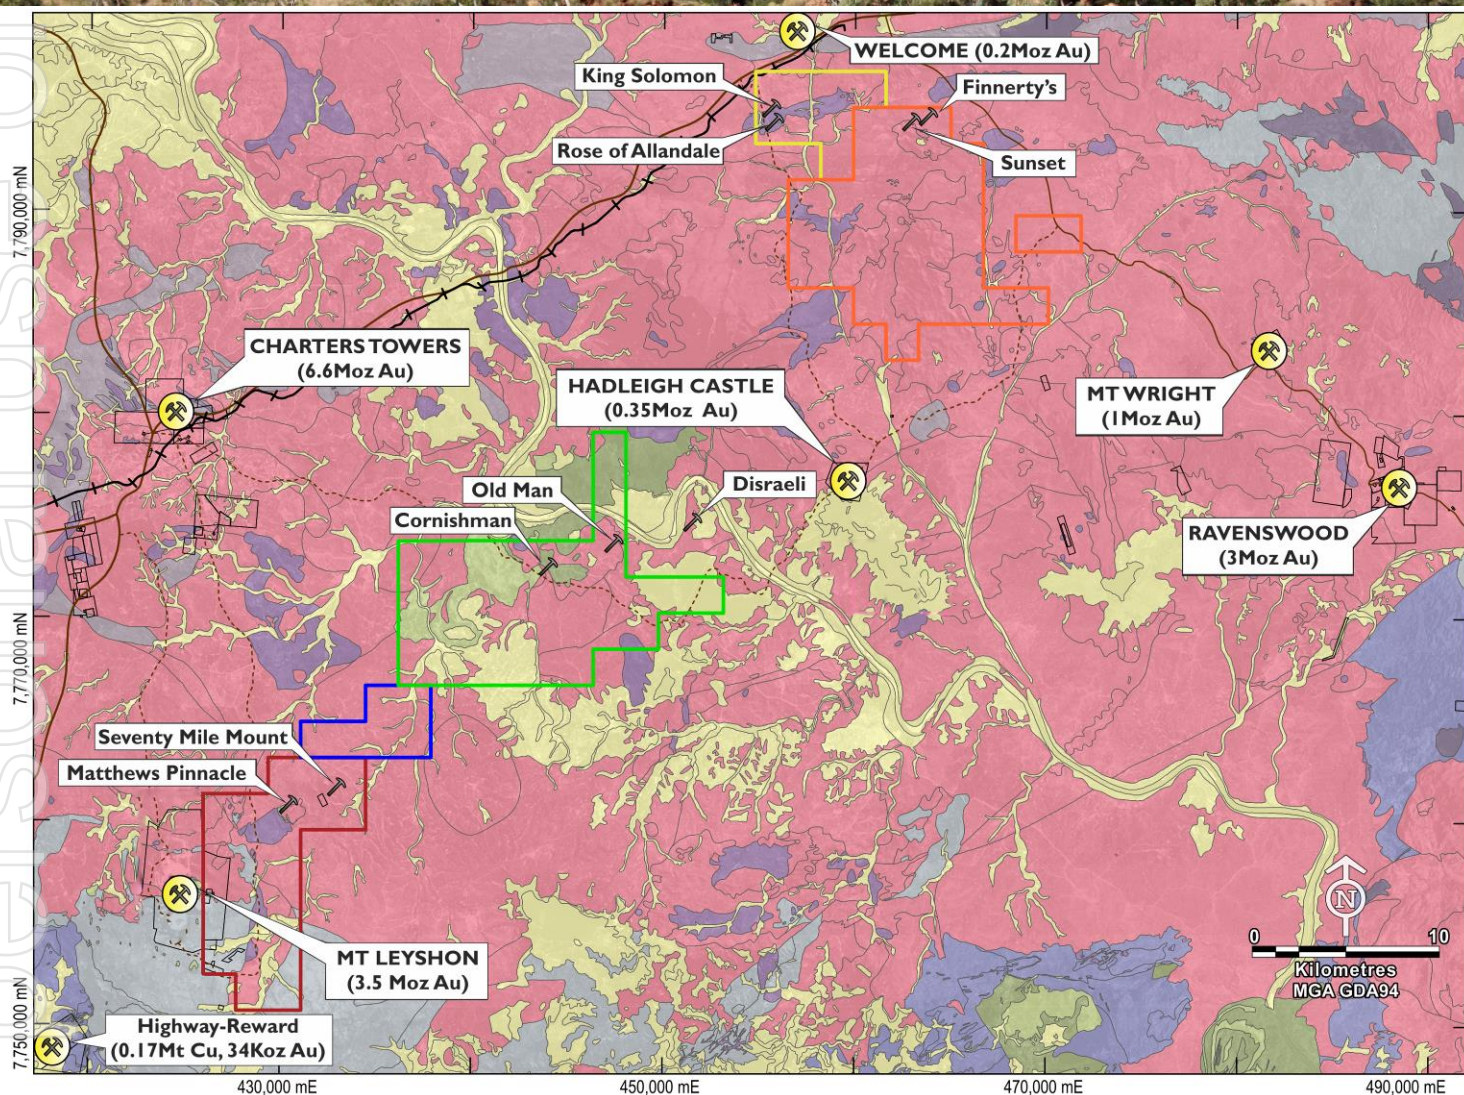 WELCOME (0.2Moz Au)
King Solomon
Finnerty's
Rose of Allandale
Sunset
7,790,000 mN
CHARTERS TOWERS
(6.6Moz Au)
HADLEIGH CASTLE
(0.35Moz Au)
MT WRIGHT
(1Moz Au)
Old Man
Disraeli
Cornishman
RAVENSWOOD
(3Moz Au)
7,770,000 mN
Seventy Mile Mount
Matthews Pinnacle
N
0 10
Kilometres
MGA GDA94
MT LEYSHON
(3.5 Moz Au)
Highway-Reward
(0.17Mt Cu, 34Koz Au)
7,750,000 mN
430,000 mE
450,000 mE
470,000 mE
490,000 mE